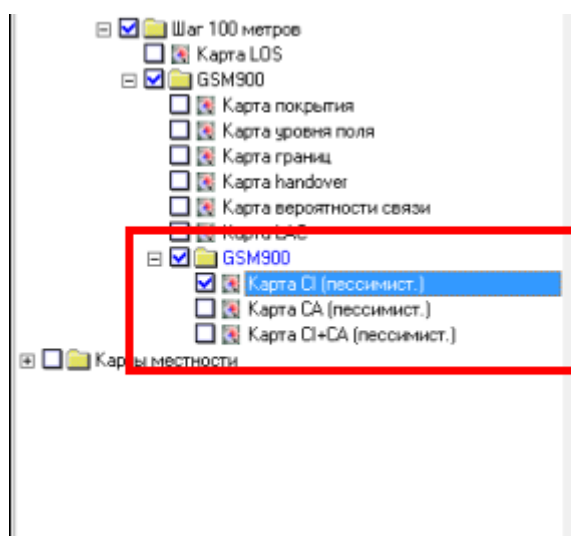 Шаг 100 метров
Карта LOS
GSM900
Карта покрытия
Карта уровня поля
Карта границ
Карта handover
Карта вероятности связи
Карта LAC
GSM900
Карта CI (пессимист.)
Карта CA (пессимист.)
Карта CI+CA (пессимист.)
Карты местности